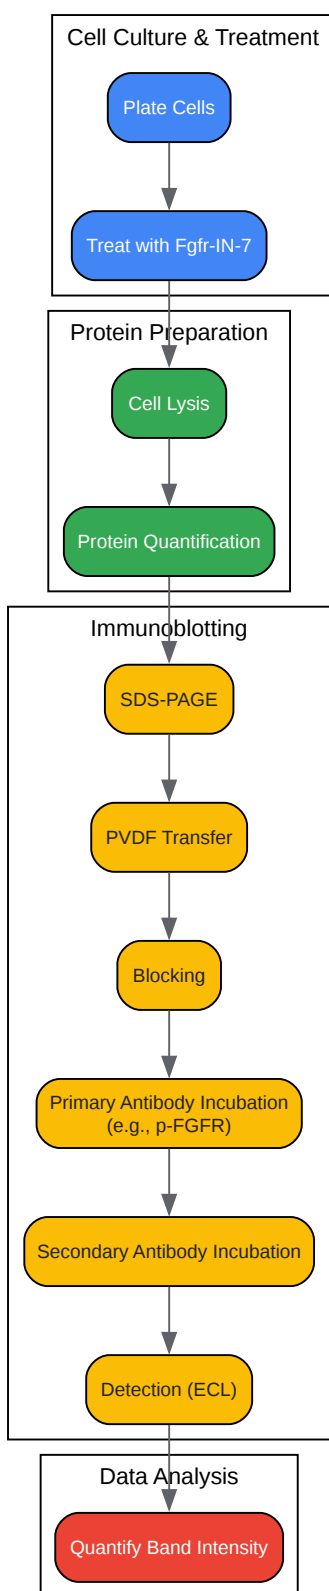 Cell Culture & Treatment
Plate Cells
Treat with Fgfr-IN-7
Protein Preparation
Cell Lysis
Protein Quantification
Immunoblotting
SDS-PAGE
PVDF Transfer
Blocking
Primary Antibody Incubation
(e.g., p-FGFR)
Secondary Antibody Incubation
Detection (ECL)
Data Analysis
Quantify Band Intensity